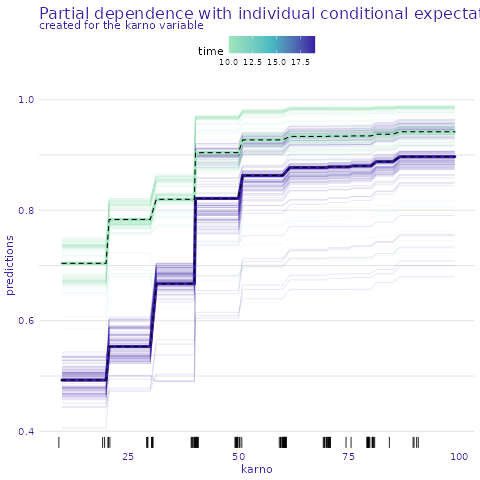 Partial dependence with individual conditional expectat
created for the karno variable
time
10.0 12.5 15.0 17.5
1.0
0.8
0.6
0.4
predictions
25 50 75 100
karno